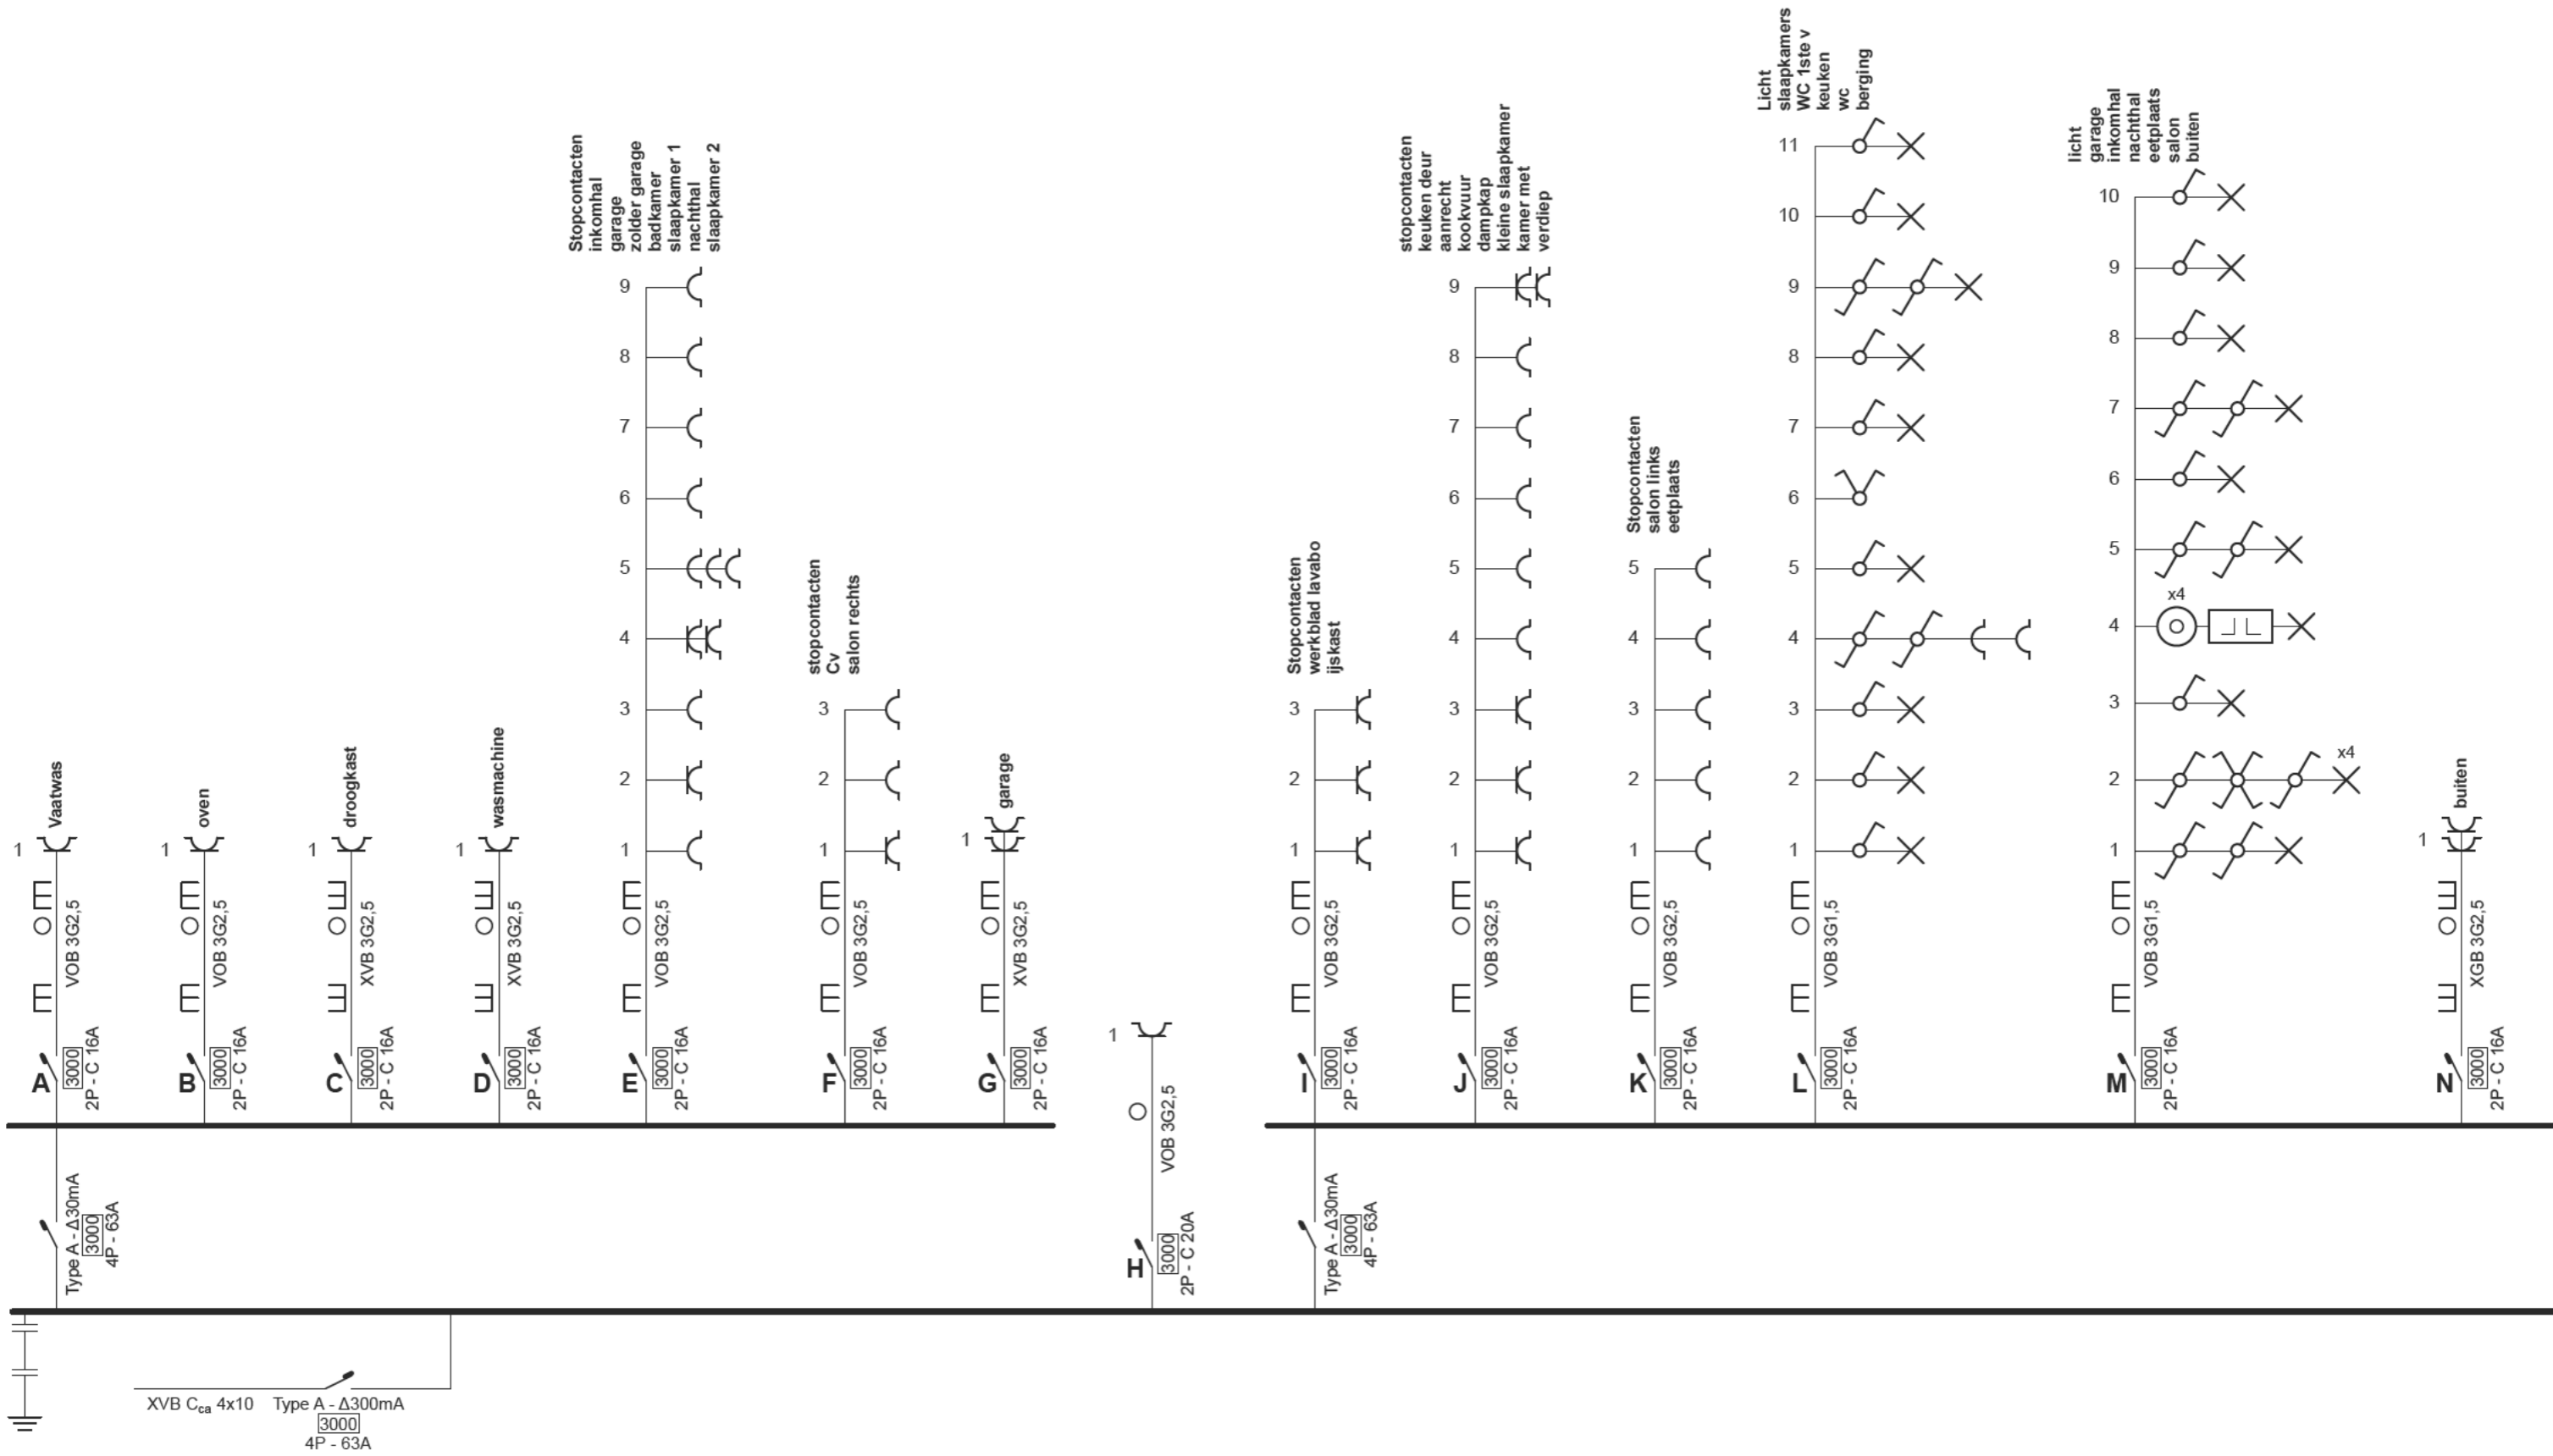 Vaatwas
1
VOB 3G2,5
A
3000
2P - C 16A
oven
1
VOB 3G2,5
B
3000
2P - C 16A
droogkast
1
XVB 3G2,5
C
3000
2P - C 16A
wasmachine
1
XVB 3G2,5
D
3000
2P - C 16A
Stopcontacten
inkomhal
garage
zolder garage
badkamer
slaapkamer 1
nachthal
slaapkamer 2
9
8
7
6
5
4
3
2
1
VOB 3G2,5
E
3000
2P - C 16A
stopcontacten
Cv
salon rechts
3
2
1
VOB 3G2,5
F
3000
2P - C 16A
garage
1
XVB 3G2,5
G
3000
2P - C 16A
1
VOB 3G2,5
H
3000
2P - C 20A
Stopcontacten
werkblad lavabo
ijskast
3
2
1
VOB 3G2,5
I
3000
2P - C 16A
stopcontacten
keuken deur
aanrecht
kookvuur
dampkap
kleine slaapkamer
kamer met
verdiep
9
8
7
6
5
4
3
2
1
VOB 3G2,5
J
3000
2P - C 16A
Stopcontacten
salon links
eetplaats
5
4
3
2
1
VOB 3G2,5
K
3000
2P - C 16A
Licht
slaapkamers
WC 1ste v
keuken
wc
berging
11
10
9
8
7
6
5
4
3
2
1
VOB 3G1,5
L
3000
2P - C 16A
licht
garage
inkomhal
nachthal
eetplaats
salon
buiten
10
9
8
7
6
5
x4
4
3
x4
2
1
VOB 3G1,5
M
3000
2P - C 16A
buiten
1
XGB 3G2,5
N
3000
2P - C 16A
Type A - Δ30mA
3000
4P - 63A
Type A - Δ30mA
3000
4P - 63A
XVB Cca 4x10
Type A - Δ300mA
3000
4P - 63A